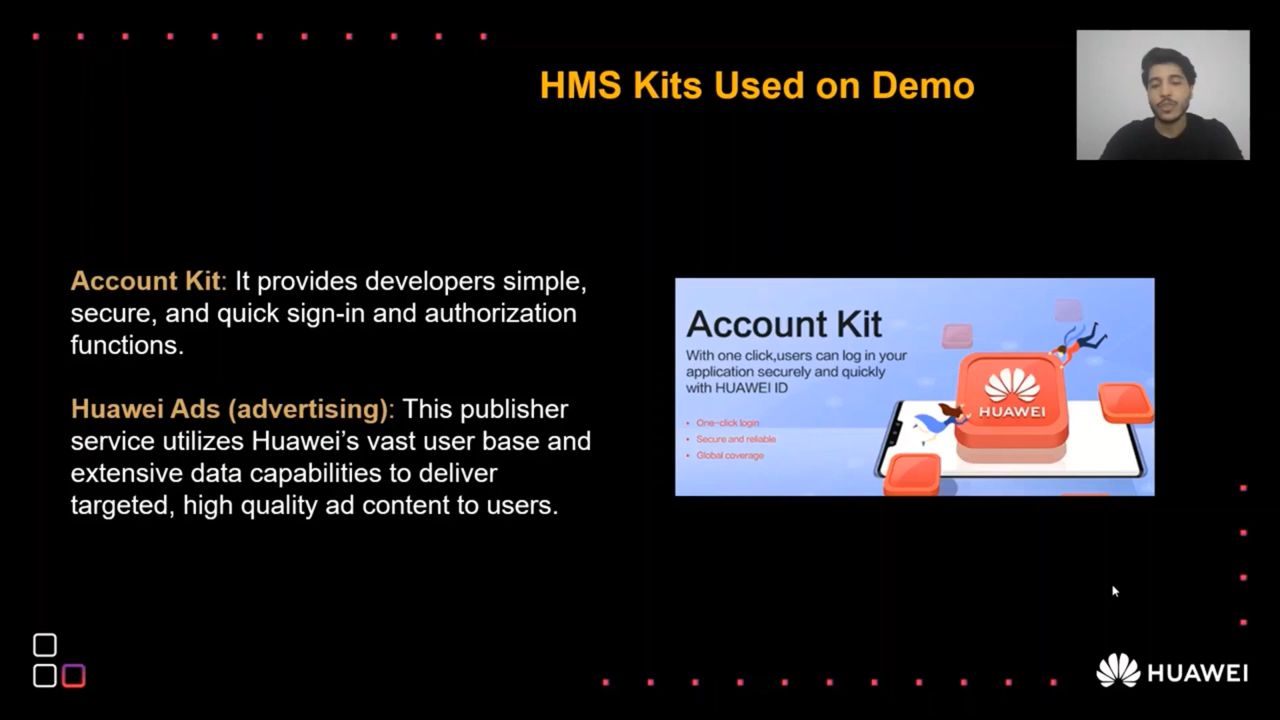 HMS Kits Used on Demo
Account Kit: It provides developers simple,
secure, and quick sign-in and authorization
functions.
Huawei Ads (advertising): This publisher
service utilizes Huawei's vast user base and
extensive data capabilities to deliver
targeted, high quality ad content to users.
Account Kit
With one click,users can log in your
application securely and quickly
with HUAWEI ID
• One-click login
• Secure and reliable
• Global coverage
HUAWEI
HUAWEI